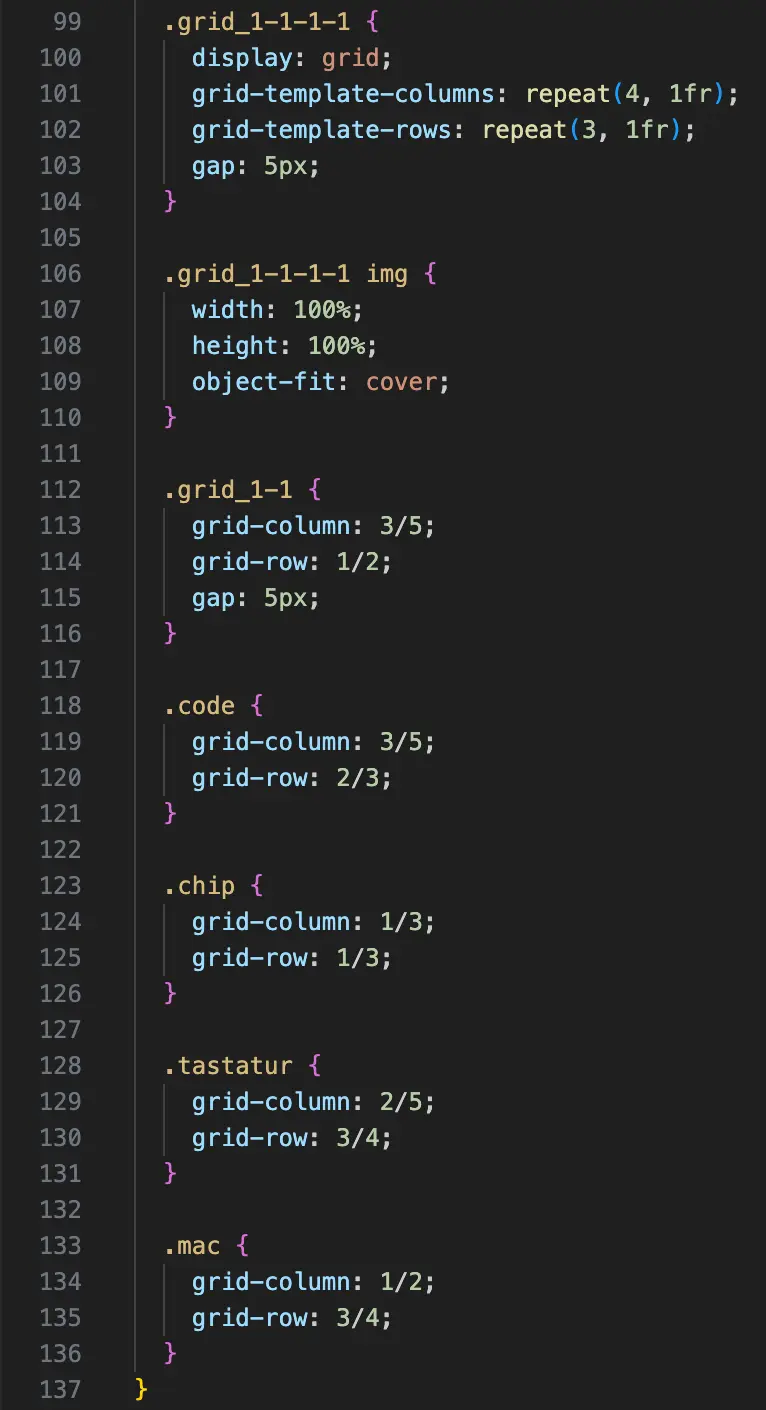 99 .grid_1-1-1-1 {
100 display: grid;
101 grid-template-columns: repeat(4, 1fr);
102 grid-template-rows: repeat(3, 1fr);
103 gap: 5px;
104 }
105
106 .grid_1-1-1-1 img {
107 width: 100%;
108 height: 100%;
109 object-fit: cover;
110 }
111
112 .grid_1-1 {
113 grid-column: 3/5;
114 grid-row: 1/2;
115 gap: 5px;
116 }
117
118 .code {
119 grid-column: 3/5;
120 grid-row: 2/3;
121 }
122
123 .chip {
124 grid-column: 1/3;
125 grid-row: 1/3;
126 }
127
128 .tastatur {
129 grid-column: 2/5;
130 grid-row: 3/4;
131 }
132
133 .mac {
134 grid-column: 1/2;
135 grid-row: 3/4;
136 }
137 }